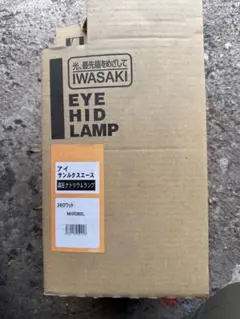 光、最先端をめざして
IWASAKI
EYE
HID
LAMP
アイ
サンルクスエース
高圧ナトリウムランプ
360ワット
NH360SL